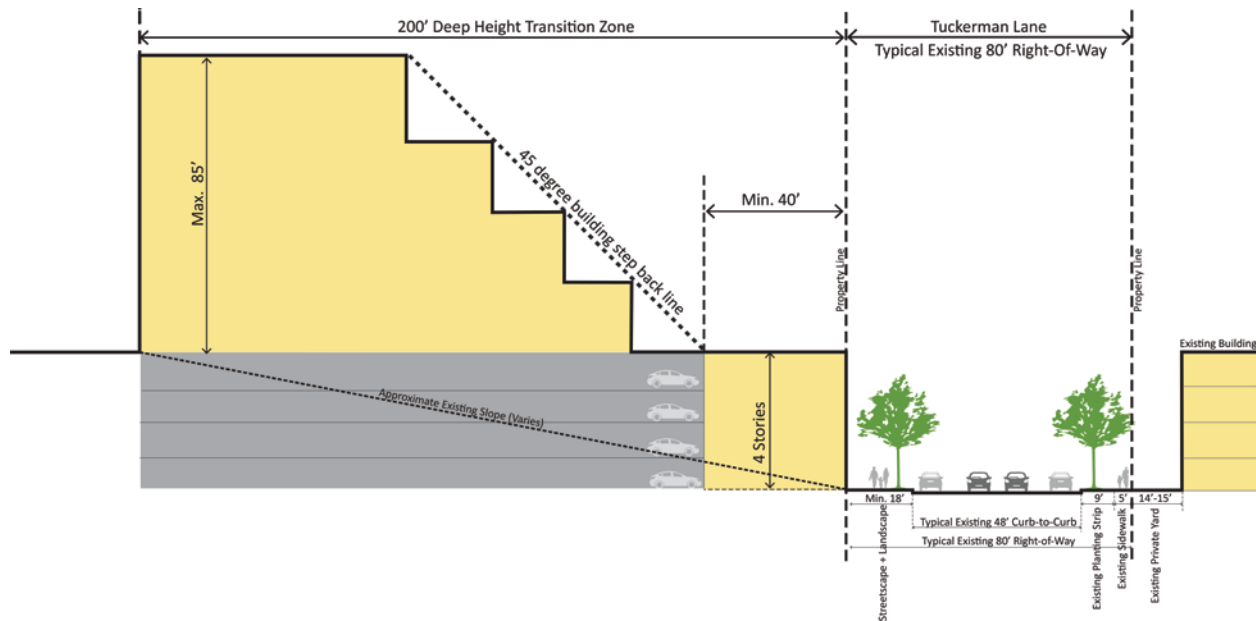 200’ Deep Height Transition Zone
Tuckerman Lane
Typical Existing 80’ Right-Of-Way
Max. 85’
45 degree building step back line
Min. 40’
Property Line
Property Line
Existing Building
Approximate Existing Slope (Varies)
4 Stories
Min. 18’
9’
5’
14’-15’
Typical Existing 48’ Curb-to-Curb
Typical Existing 80’ Right-of-Way
Streetscape + Landscape
Existing Planting Strip
Existing Sidewalk
Existing Private Yard